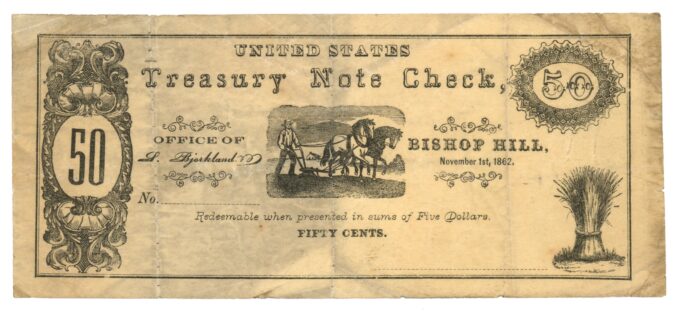 UNITED STATES
Treasury Note Check,
50
50
OFFICE OF
BISHOP HILL,
Bjorkland
November 1st, 1862.
No.
Redeemable when presented in sums of Five Dollars.
FIFTY CENTS.